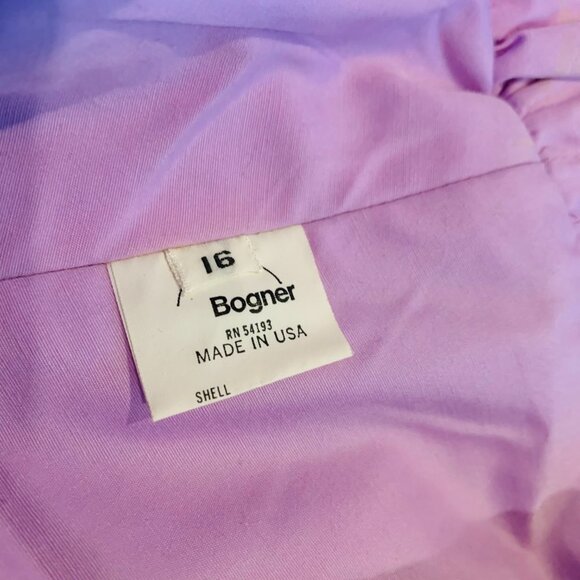 16
Bogner
RN 54193
MADE IN USA
SHELL